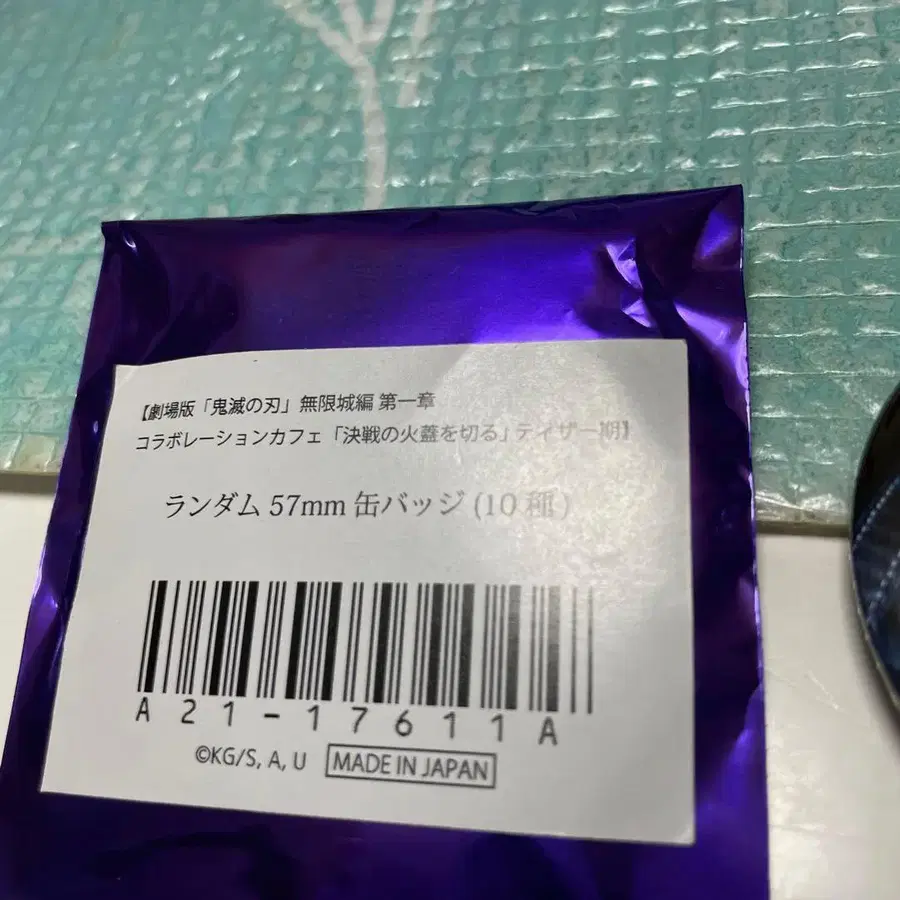 【劇場版「鬼滅の刃」無限城編 第一章
コラボレーションカフェ「決戦の火蓋を切る」ティザー期】
ランダム 57mm 缶バッジ (10 種 )
A21-17611A
©KG/S, A, U
MADE IN JAPAN